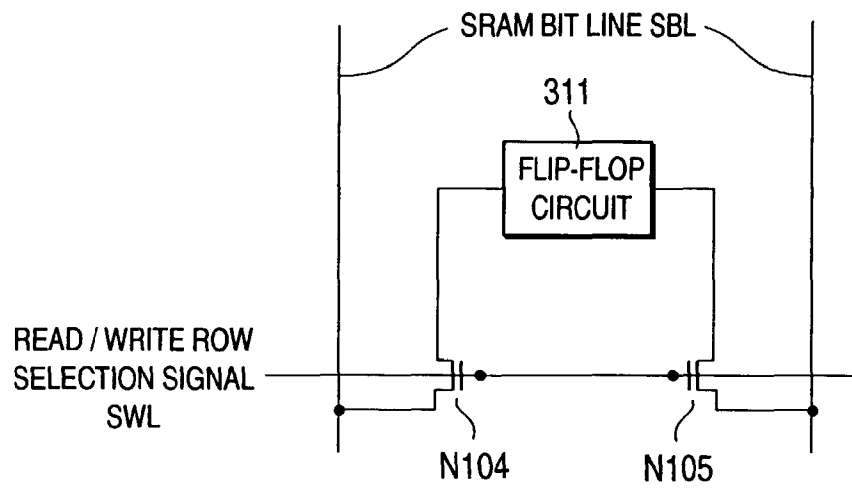 SRAM BIT LINE SBL
311
FLIP-FLOP
CIRCUIT
READ / WRITE ROW
SELECTION SIGNAL
SWL
N104
N105